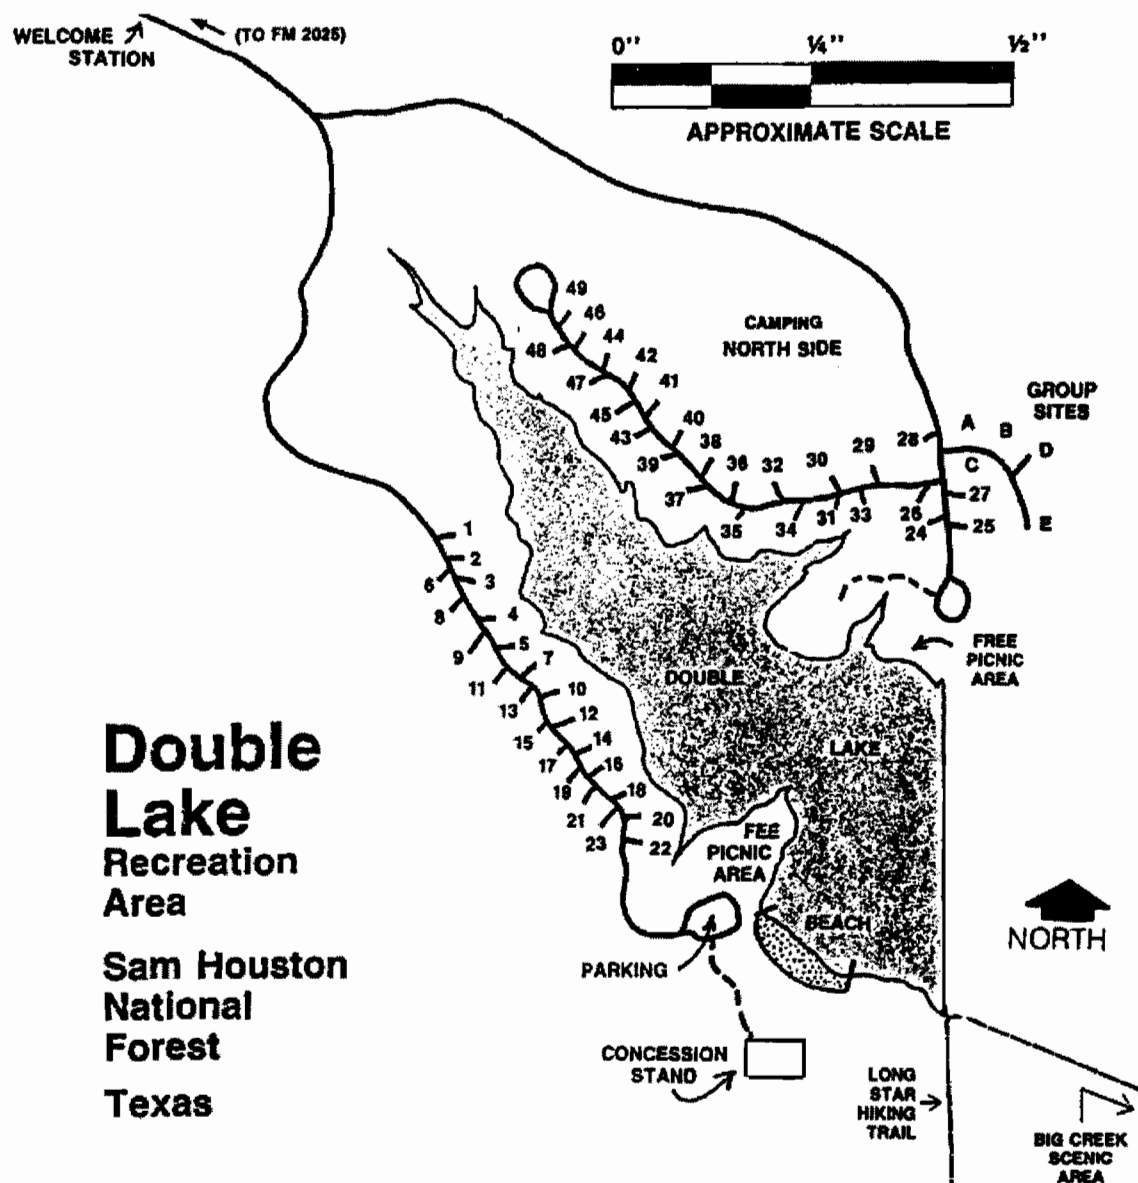 WELCOME
STATION
(TO FM 2025)
0" ¼" ½"
APPROXIMATE SCALE
49
46
48
44
47
42
45
41
43
40
39
38
37
36
35
32
34
30
31
29
33
28
26
24
27
25
CAMPING
NORTH SIDE
GROUP
SITES
A
B
C
D
E
1
2
6
3
8
4
9
5
11
7
13
10
15
12
17
14
19
16
21
18
23
20
22
DOUBLE
LAKE
FREE
PICNIC
AREA
FEE
PICNIC
AREA
BEACH
PARKING
CONCESSION
STAND
NORTH
LONG
STAR
HIKING
TRAIL
BIG CREEK
SCENIC
AREA
Double
Lake
Recreation
Area
Sam Houston
National
Forest
Texas